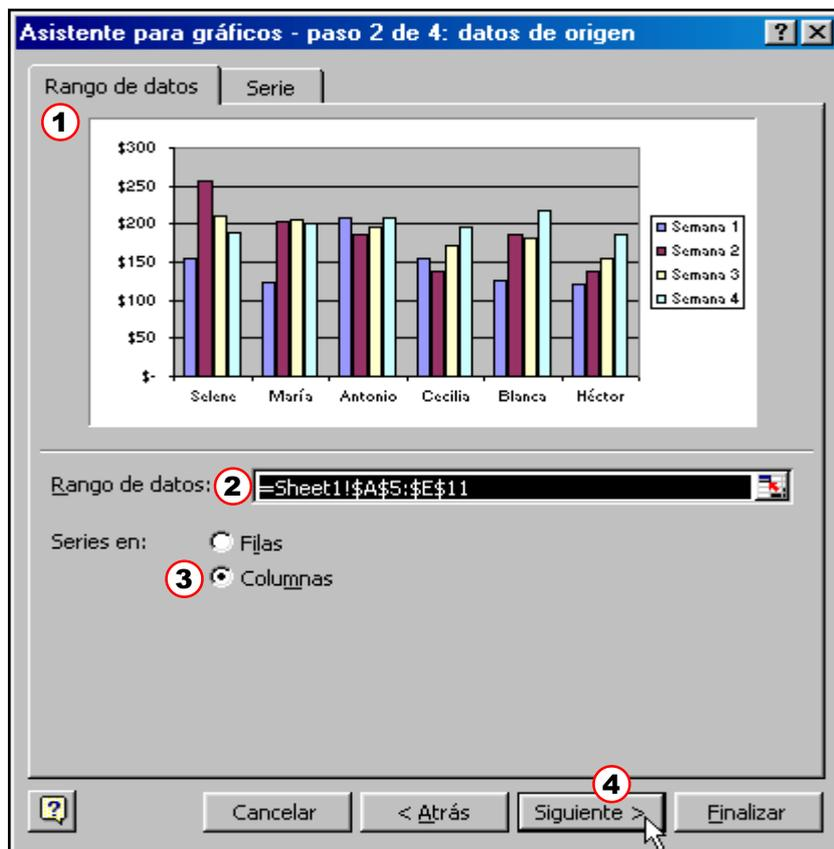 Asistente para gráficos - paso 2 de 4: datos de origen
Rango de datos Serie
1
$300
$250
$200
$150
$100
$50
$-
Selene María Antonio Cecilia Blanca Héctor
Semana 1
Semana 2
Semana 3
Semana 4
Rango de datos: 2 =Sheet1!$A$5:$E$11
Series en: Filas
3 Columnas
4
Cancelar < Atrás Siguiente > Finalizar